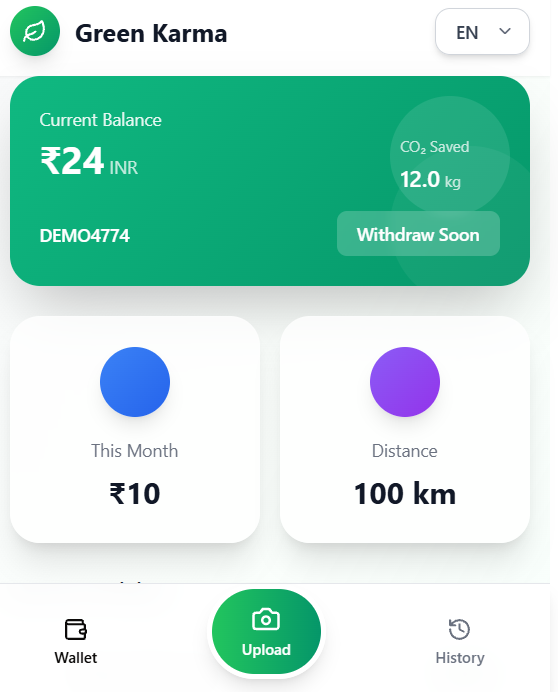 Green Karma
EN
Current Balance
₹24 INR
CO₂ Saved
12.0 kg
DEMO4774
Withdraw Soon
This Month
₹10
Distance
100 km
Wallet
Upload
History